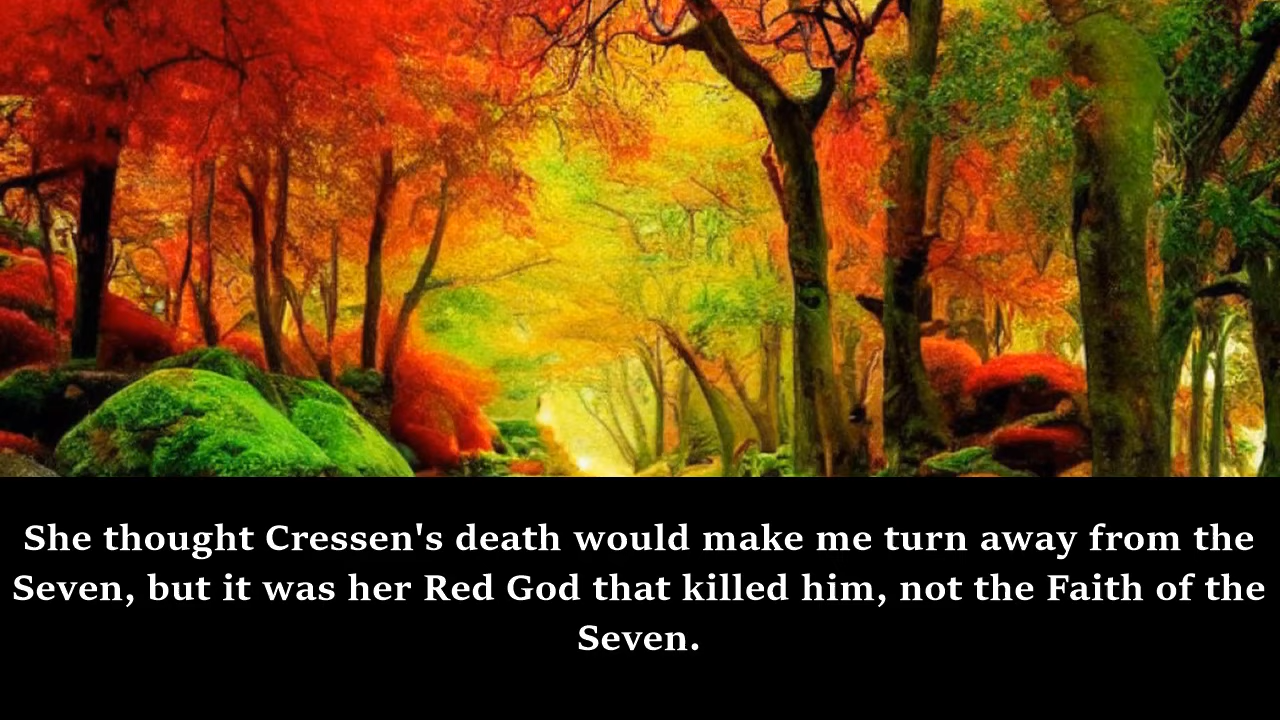 She thought Cressen's death would make me turn away from the
Seven, but it was her Red God that killed him, not the Faith of the
Seven.